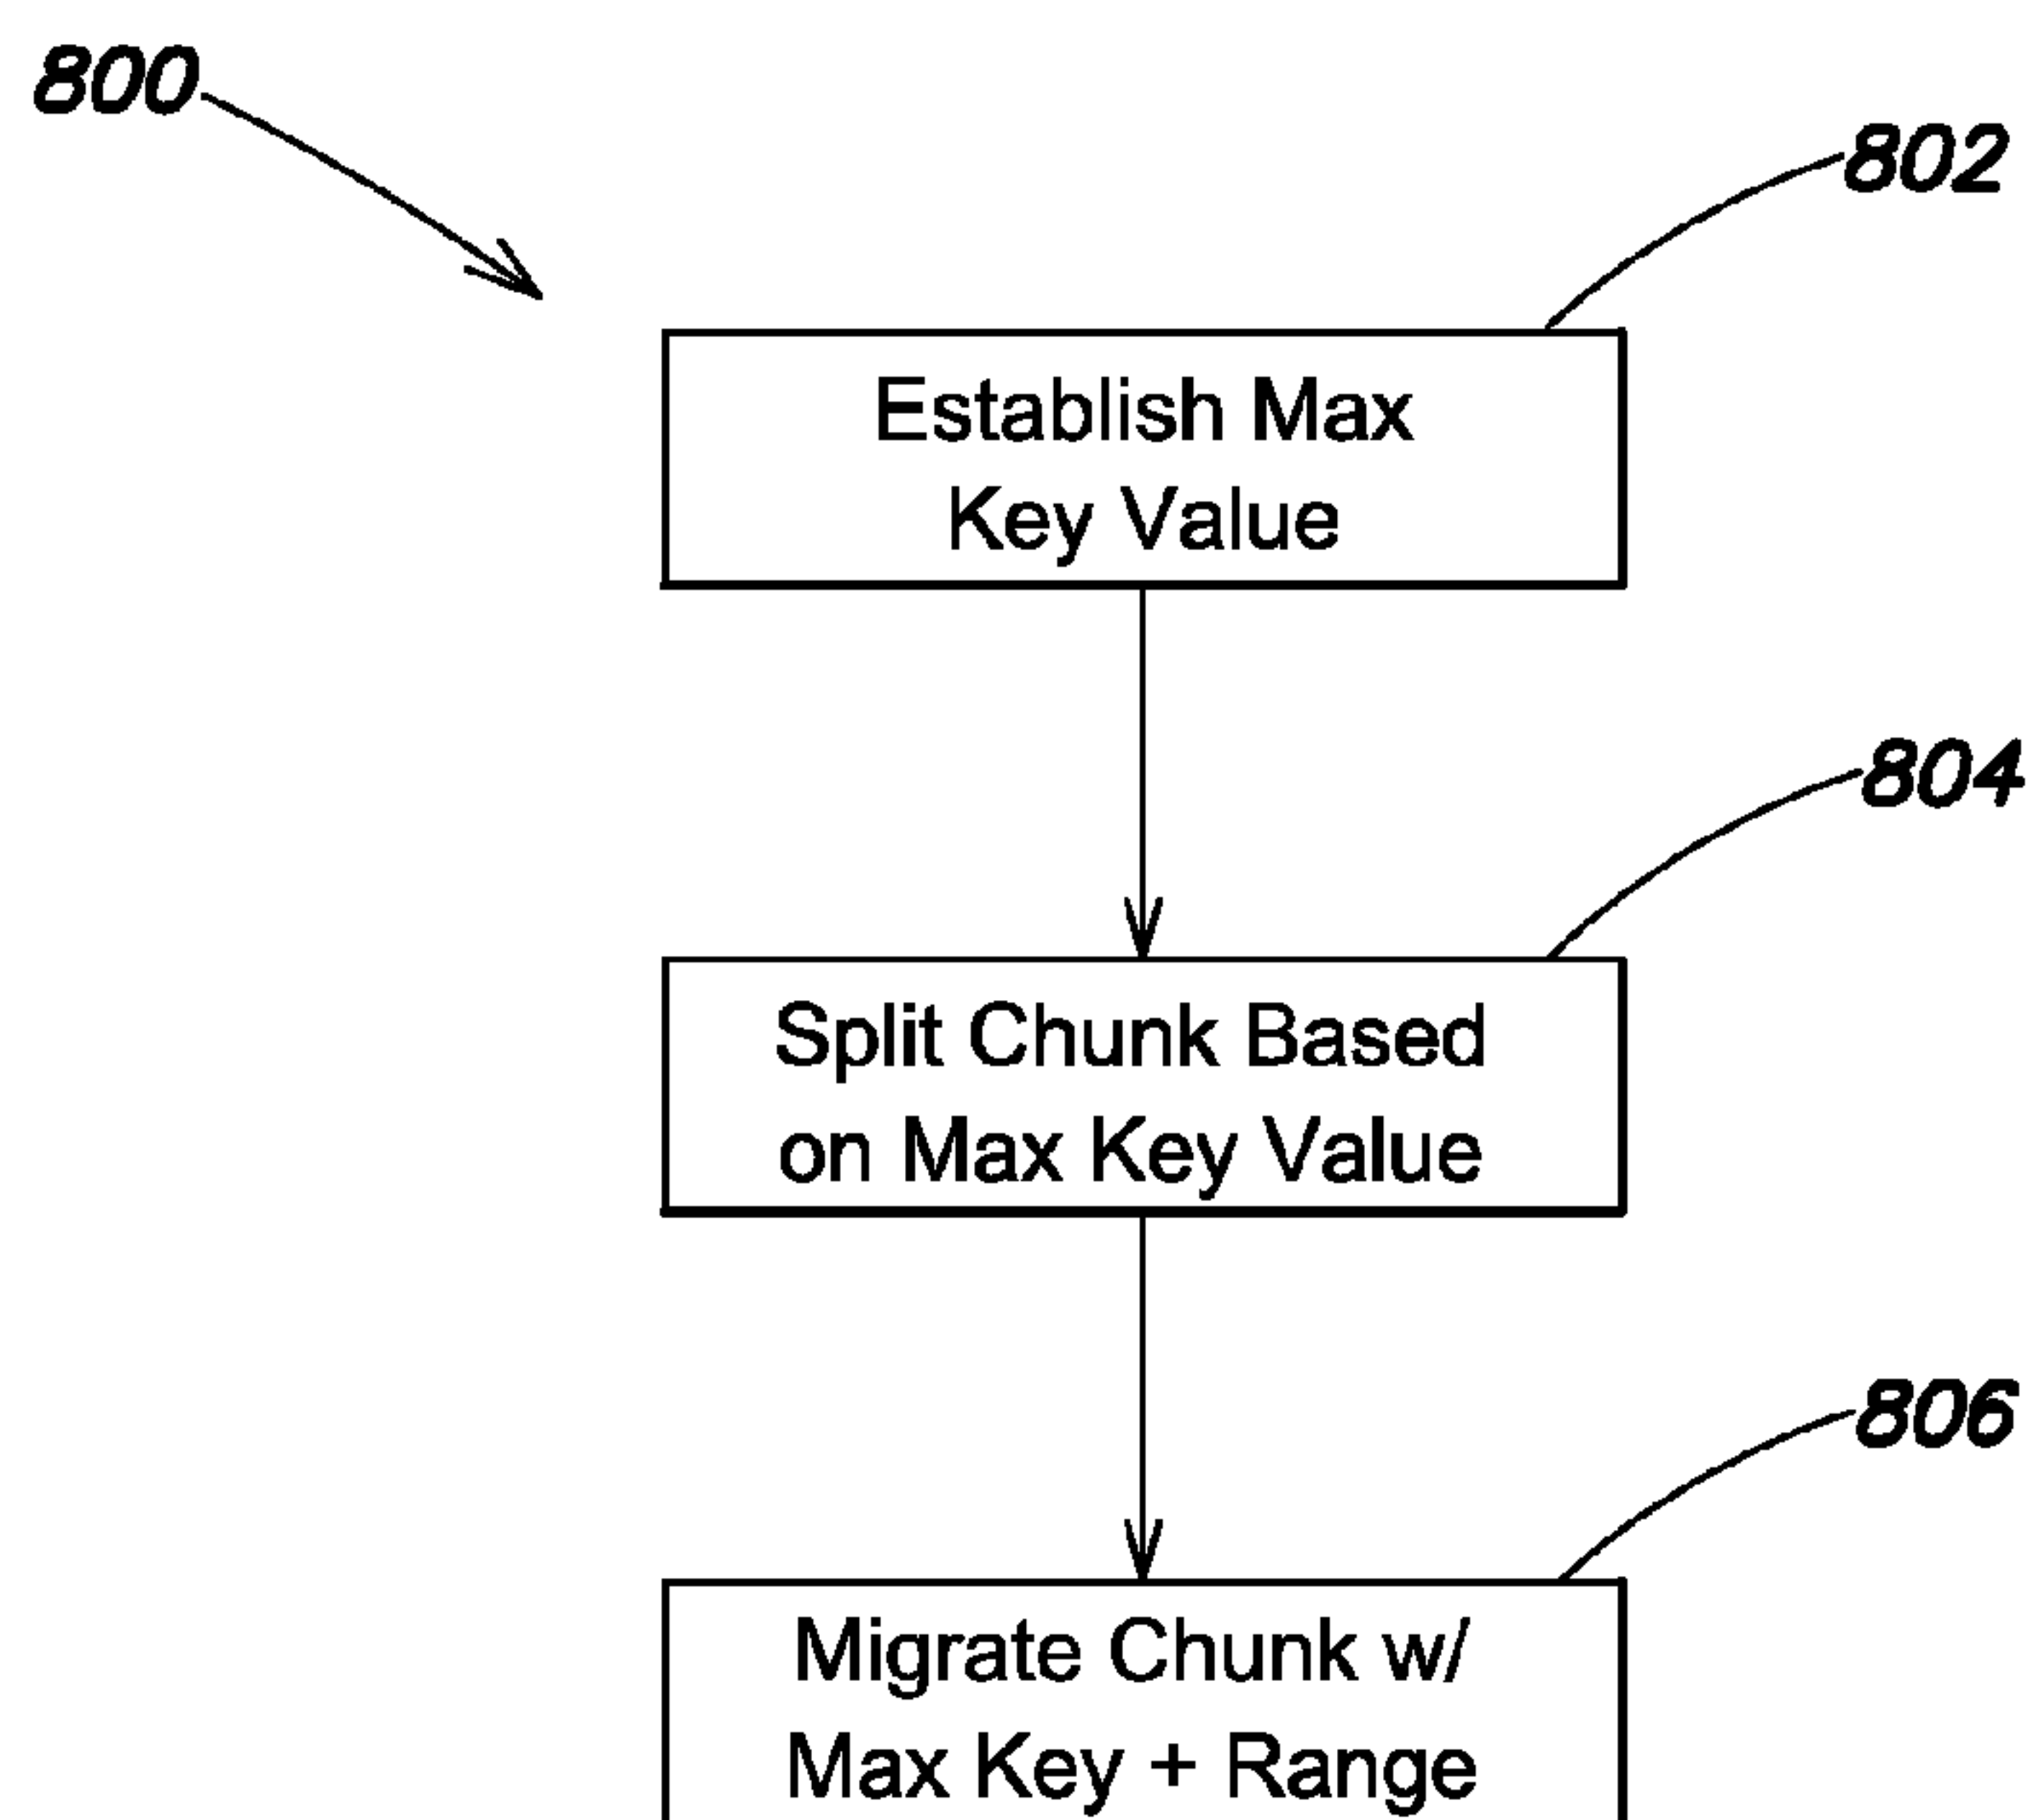 800
802
Establish Max
Key Value
804
Split Chunk Based
on Max Key Value
806
Migrate Chunk w/
Max Key + Range